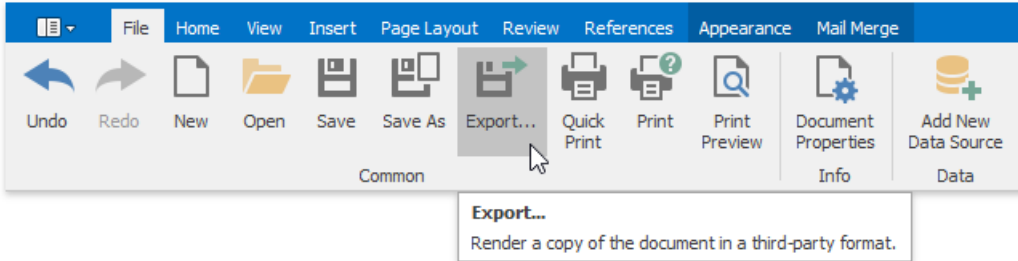 File Home View Insert Page Layout Review References Appearance Mail Merge
Undo Redo New Open Save Save As Export... Quick Print Print Document Add New
Print Preview Properties Data Source
Common Info Data
Export...
Render a copy of the document in a third-party format.